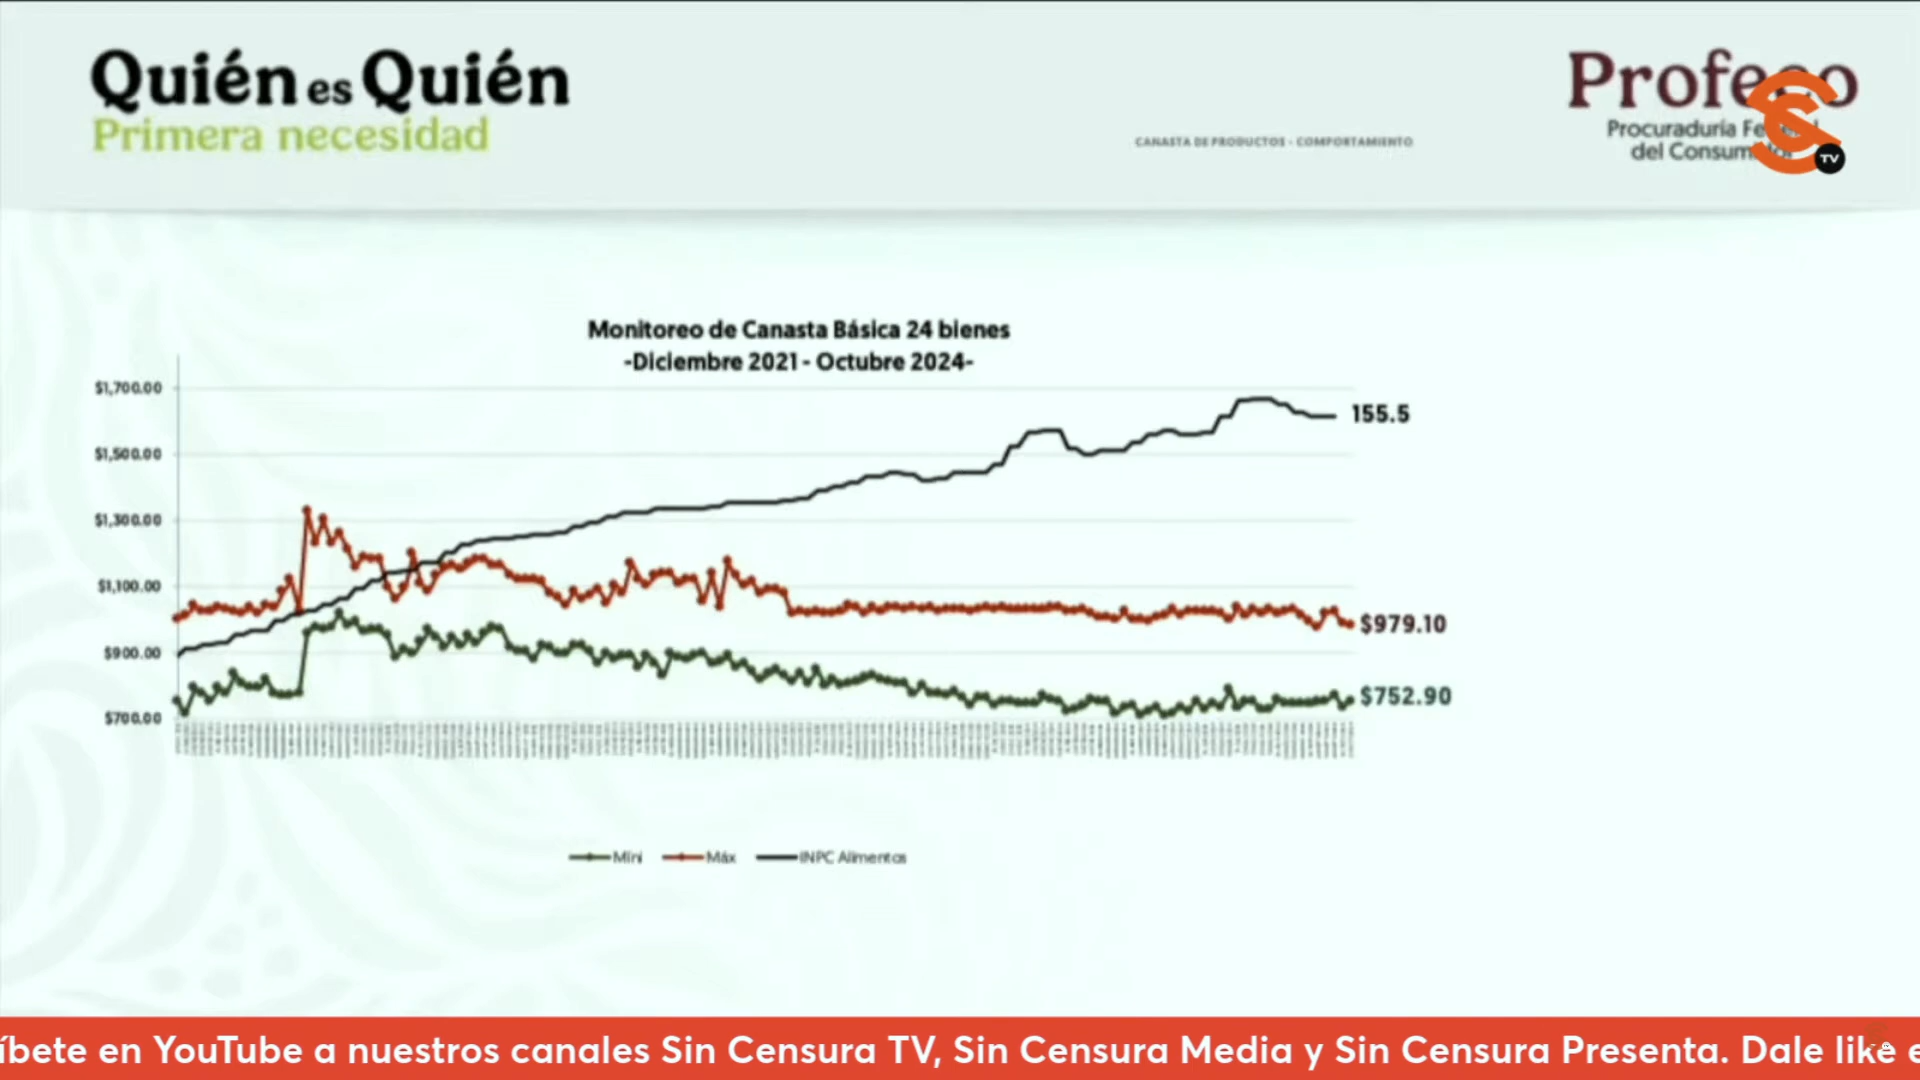 Quién es Quién
Primera necesidad
CANASTA DE PRODUCTOS - COMPORTAMIENTO
Profeco
Procuraduría Federal
del Consumidor
TV
Monitoreo de Canasta Básica 24 bienes
-Diciembre 2021 - Octubre 2024-
$1,700.00
$1,500.00
$1,300.00
$1,100.00
$900.00
$700.00
155.5
$979.10
$752.90
Míni
Máx
INPC Alimentos
íbete en YouTube a nuestros canales Sin Censura TV, Sin Censura Media y Sin Censura Presenta. Dale like e